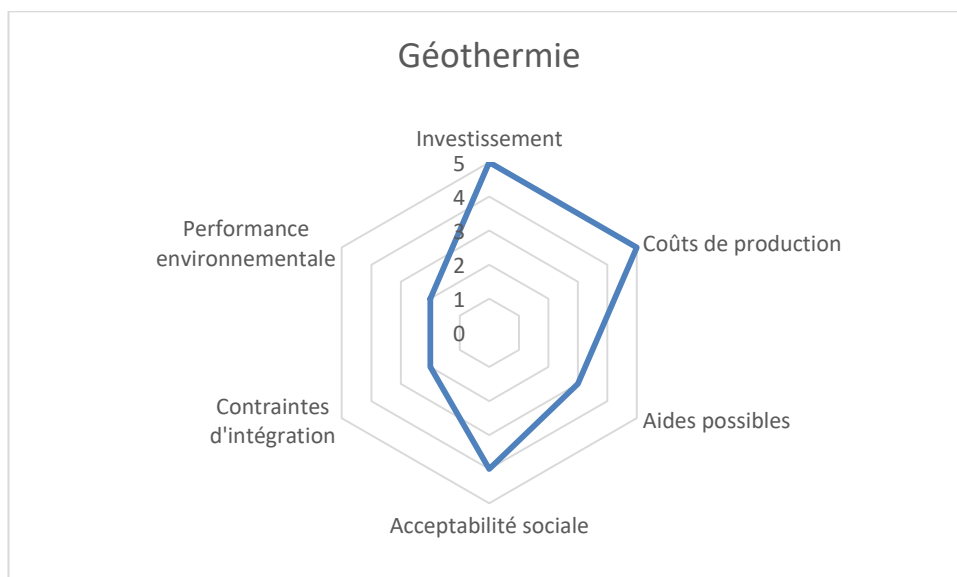 Géothermie
Investissement
5
4
3
2
1
0
Coûts de production
Aides possibles
Acceptabilité sociale
Contraintes
d'intégration
Performance
environnementale